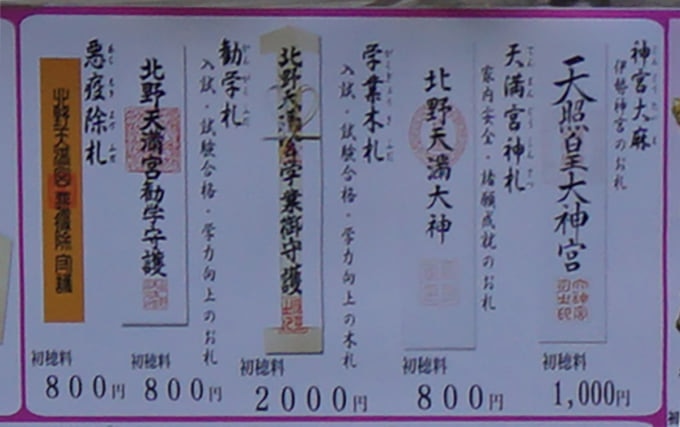 神宮大麻
伊勢神宮のお札
天照皇大神宮
初穂料
1,000円
天満宮神札
家内安全・諸願成就のお札
北野天満大神
初穂料
800円
学業木札
入試・試験合格・学力向上の木札
北野天満宮学業御守護
初穂料
2000円
勧学札
入試・試験合格・学力向上のお札
北野天満宮勧学守護
初穂料
800円
悪疫除札
初穂料
800円